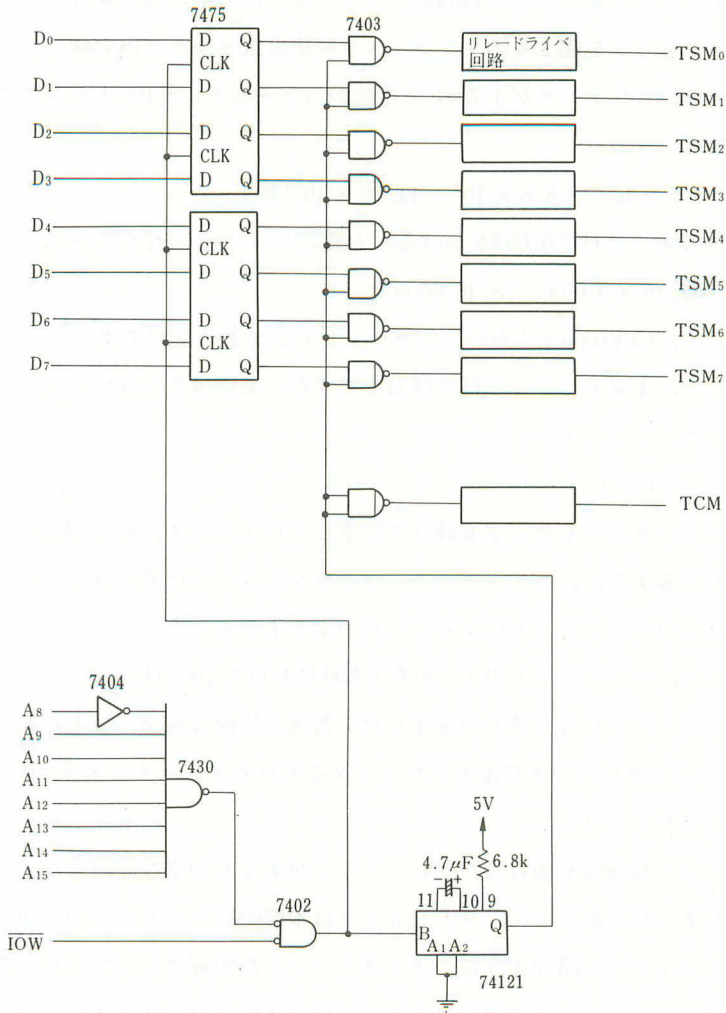 7475
7403
D₀ D Q リレードライバ回路 TSM₀
CLK
D₁ D Q TSM₁
D₂ D Q TSM₂
CLK
D₃ D Q TSM₃
D₄ D Q TSM₄
CLK
D₅ D Q TSM₅
D₆ D Q TSM₆
CLK
D₇ D Q TSM₇
TCM
7404
A₈
A₉
A₁₀
7430
A₁₁
A₁₂
A₁₃
A₁₄
A₁₅
5V
4.7μF
6.8k
− +
11 10 9
7402
I̅O̅W̅
B Q
A₁ A₂
74121